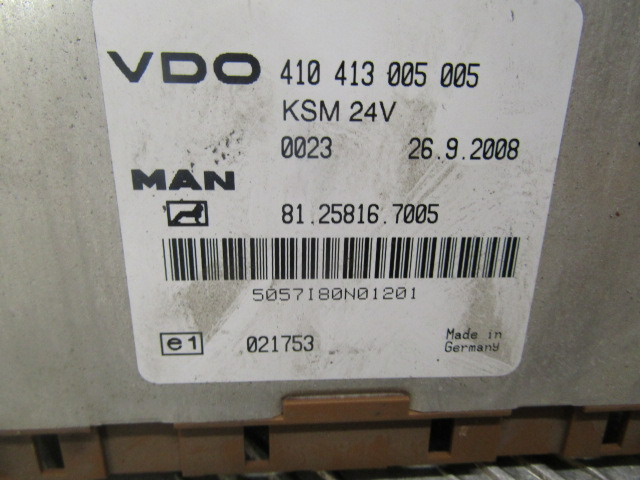 VDO 410 413 005 005
KSM 24V
0023 26.9.2008
MAN
81.25816.7005
5057I80N01201
e1 021753 Made in
Germany